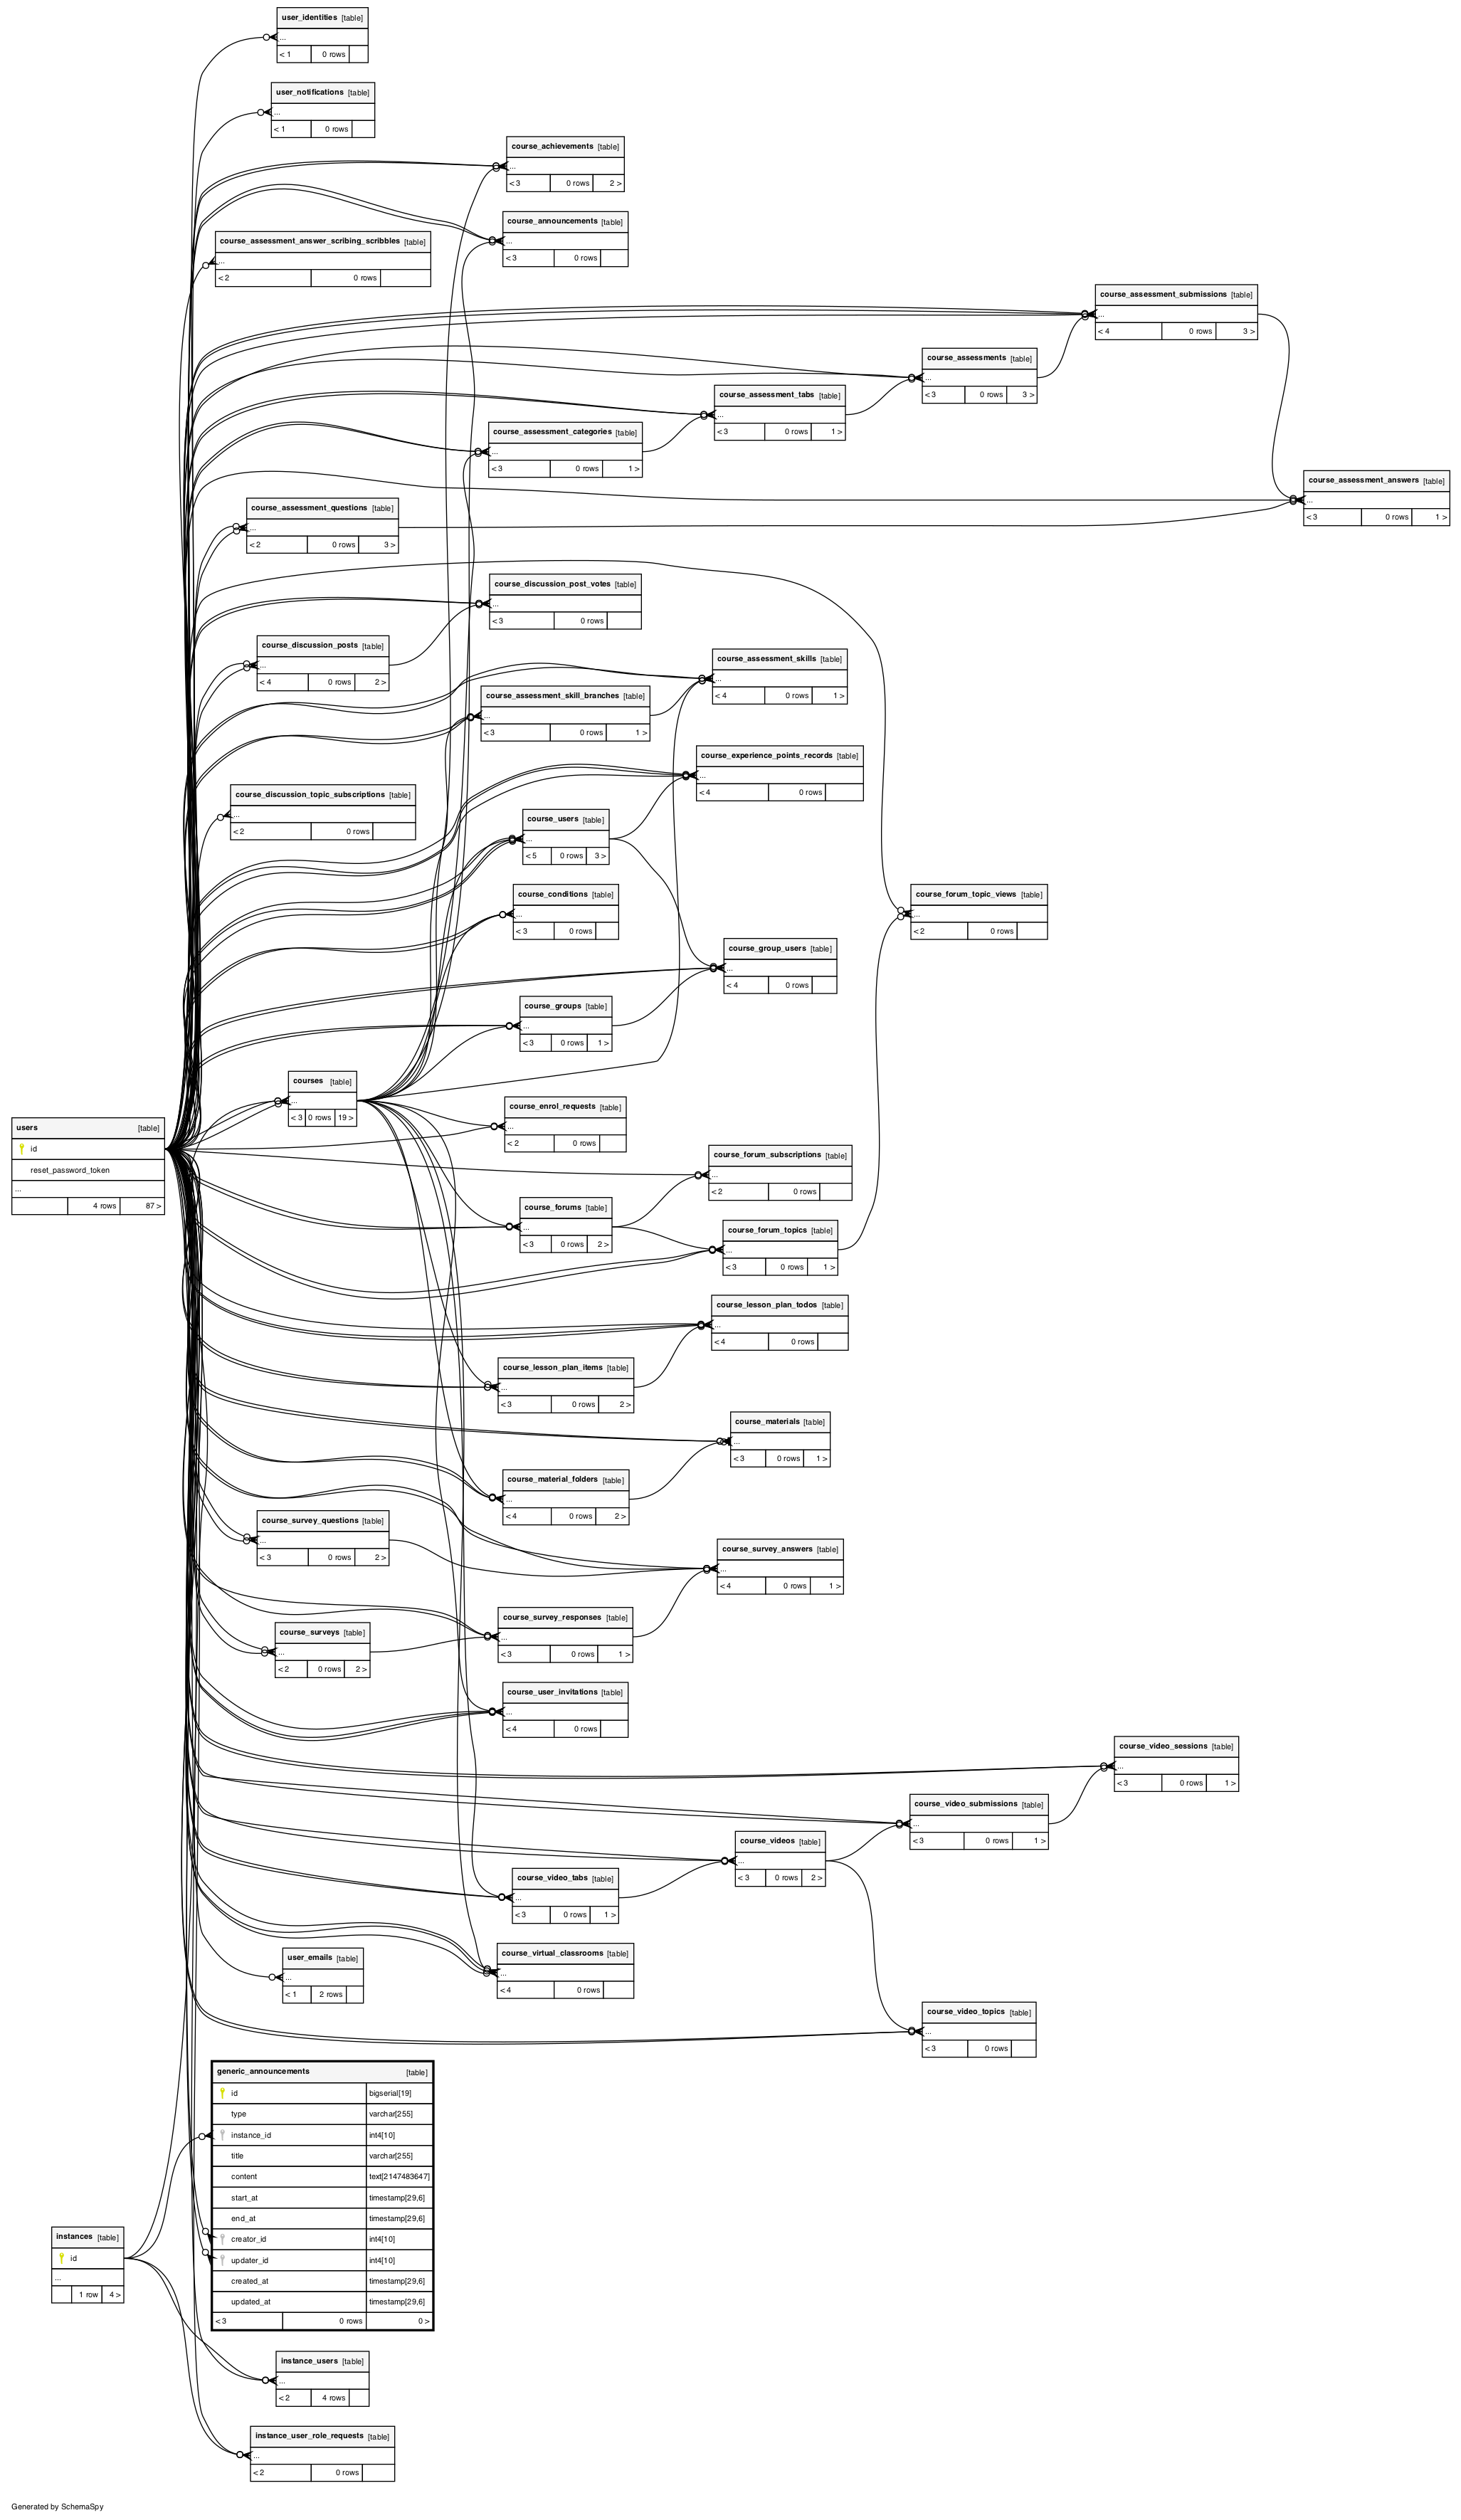 user_identities [table]
...
< 1 0 rows
user_notifications [table]
...
< 1 0 rows
course_achievements [table]
...
< 3 0 rows 2 >
course_announcements [table]
...
< 3 0 rows
course_assessment_answer_scribing_scribbles [table]
...
< 2 0 rows
course_assessment_submissions [table]
...
< 4 0 rows 3 >
course_assessments [table]
...
< 3 0 rows 3 >
course_assessment_tabs [table]
...
< 3 0 rows 1 >
course_assessment_categories [table]
...
< 3 0 rows 1 >
course_assessment_answers [table]
...
< 3 0 rows 1 >
course_assessment_questions [table]
...
< 2 0 rows 3 >
course_discussion_post_votes [table]
...
< 3 0 rows
course_discussion_posts [table]
...
< 4 0 rows 2 >
course_assessment_skills [table]
...
< 4 0 rows 1 >
course_assessment_skill_branches [table]
...
< 3 0 rows 1 >
course_experience_points_records [table]
...
< 4 0 rows
course_discussion_topic_subscriptions [table]
...
< 2 0 rows
course_users [table]
...
< 5 0 rows 3 >
course_conditions [table]
...
< 3 0 rows
course_forum_topic_views [table]
...
< 2 0 rows
course_group_users [table]
...
< 4 0 rows
course_groups [table]
...
< 3 0 rows 1 >
courses [table]
...
< 3 0 rows 19 >
course_enrol_requests [table]
...
< 2 0 rows
users [table]
id
reset_password_token
...
4 rows 87 >
course_forum_subscriptions [table]
...
< 2 0 rows
course_forums [table]
...
< 3 0 rows 2 >
course_forum_topics [table]
...
< 3 0 rows 1 >
course_lesson_plan_todos [table]
...
< 4 0 rows
course_lesson_plan_items [table]
...
< 3 0 rows 2 >
course_materials [table]
...
< 3 0 rows 1 >
course_material_folders [table]
...
< 4 0 rows 2 >
course_survey_questions [table]
...
< 3 0 rows 2 >
course_survey_answers [table]
...
< 4 0 rows 1 >
course_survey_responses [table]
...
< 3 0 rows 1 >
course_surveys [table]
...
< 2 0 rows 2 >
course_user_invitations [table]
...
< 4 0 rows
course_video_sessions [table]
...
< 3 0 rows 1 >
course_video_submissions [table]
...
< 3 0 rows 1 >
course_videos [table]
...
< 3 0 rows 2 >
course_video_tabs [table]
...
< 3 0 rows 1 >
course_virtual_classrooms [table]
...
< 4 0 rows
user_emails [table]
...
< 1 2 rows
course_video_topics [table]
...
< 3 0 rows
generic_announcements [table]
id bigserial[19]
type varchar[255]
instance_id int4[10]
title varchar[255]
content text[2147483647]
start_at timestamp[29,6]
end_at timestamp[29,6]
creator_id int4[10]
updater_id int4[10]
created_at timestamp[29,6]
updated_at timestamp[29,6]
< 3 0 rows 0 >
instances [table]
id
...
1 row 4 >
instance_users [table]
...
< 2 4 rows
instance_user_role_requests [table]
...
< 2 0 rows
Generated by SchemaSpy